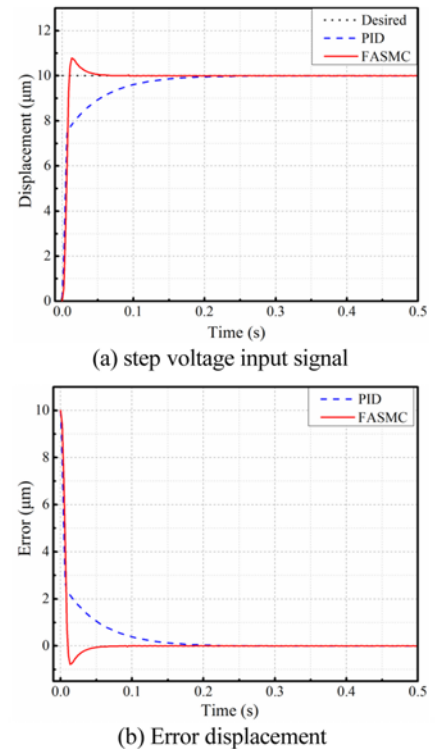 Desired
PID
FASMC
12
10
8
6
4
2
0
Displacement (μm)
0.0 0.1 0.2 0.3 0.4 0.5
Time (s)
(a) step voltage input signal
PID
FASMC
10
8
6
4
2
0
Error (μm)
0.0 0.1 0.2 0.3 0.4 0.5
Time (s)
(b) Error displacement